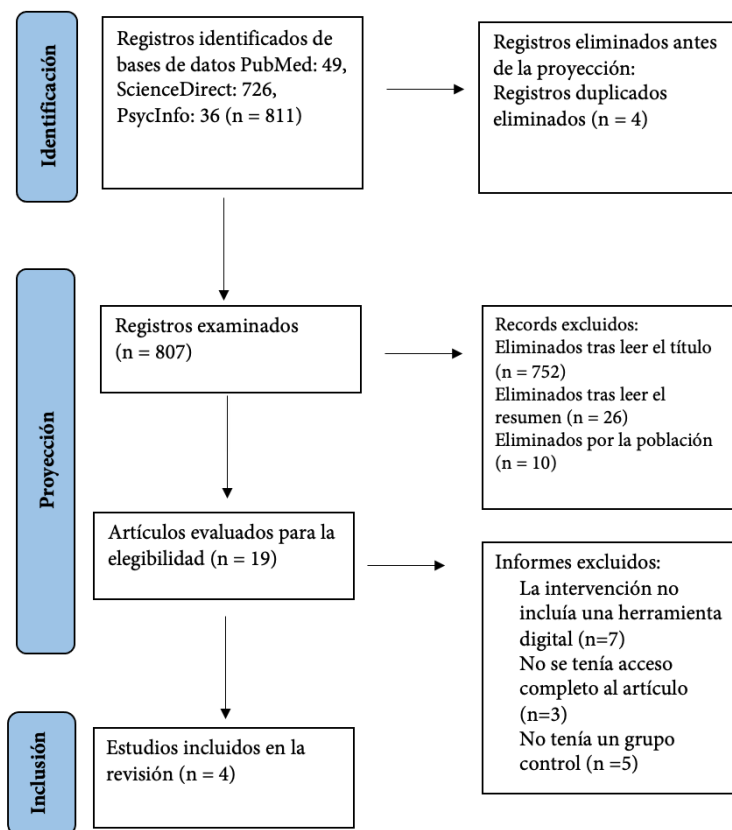 Identificación
Registros identificados de
bases de datos PubMed: 49,
ScienceDirect: 726,
PsycInfo: 36 (n = 811)
Registros eliminados antes
de la proyección:
Registros duplicados
eliminados (n = 4)
Proyección
Registros examinados
(n = 807)
Records excluidos:
Eliminados tras leer el título
(n = 752)
Eliminados tras leer el
resumen (n = 26)
Eliminados por la población
(n = 10)
Artículos evaluados para la
elegibilidad (n = 19)
Informes excluidos:
La intervención no
incluía una herramienta
digital (n=7)
No se tenía acceso
completo al artículo
(n=3)
No tenía un grupo
control (n =5)
Inclusión
Estudios incluidos en la
revisión (n = 4)